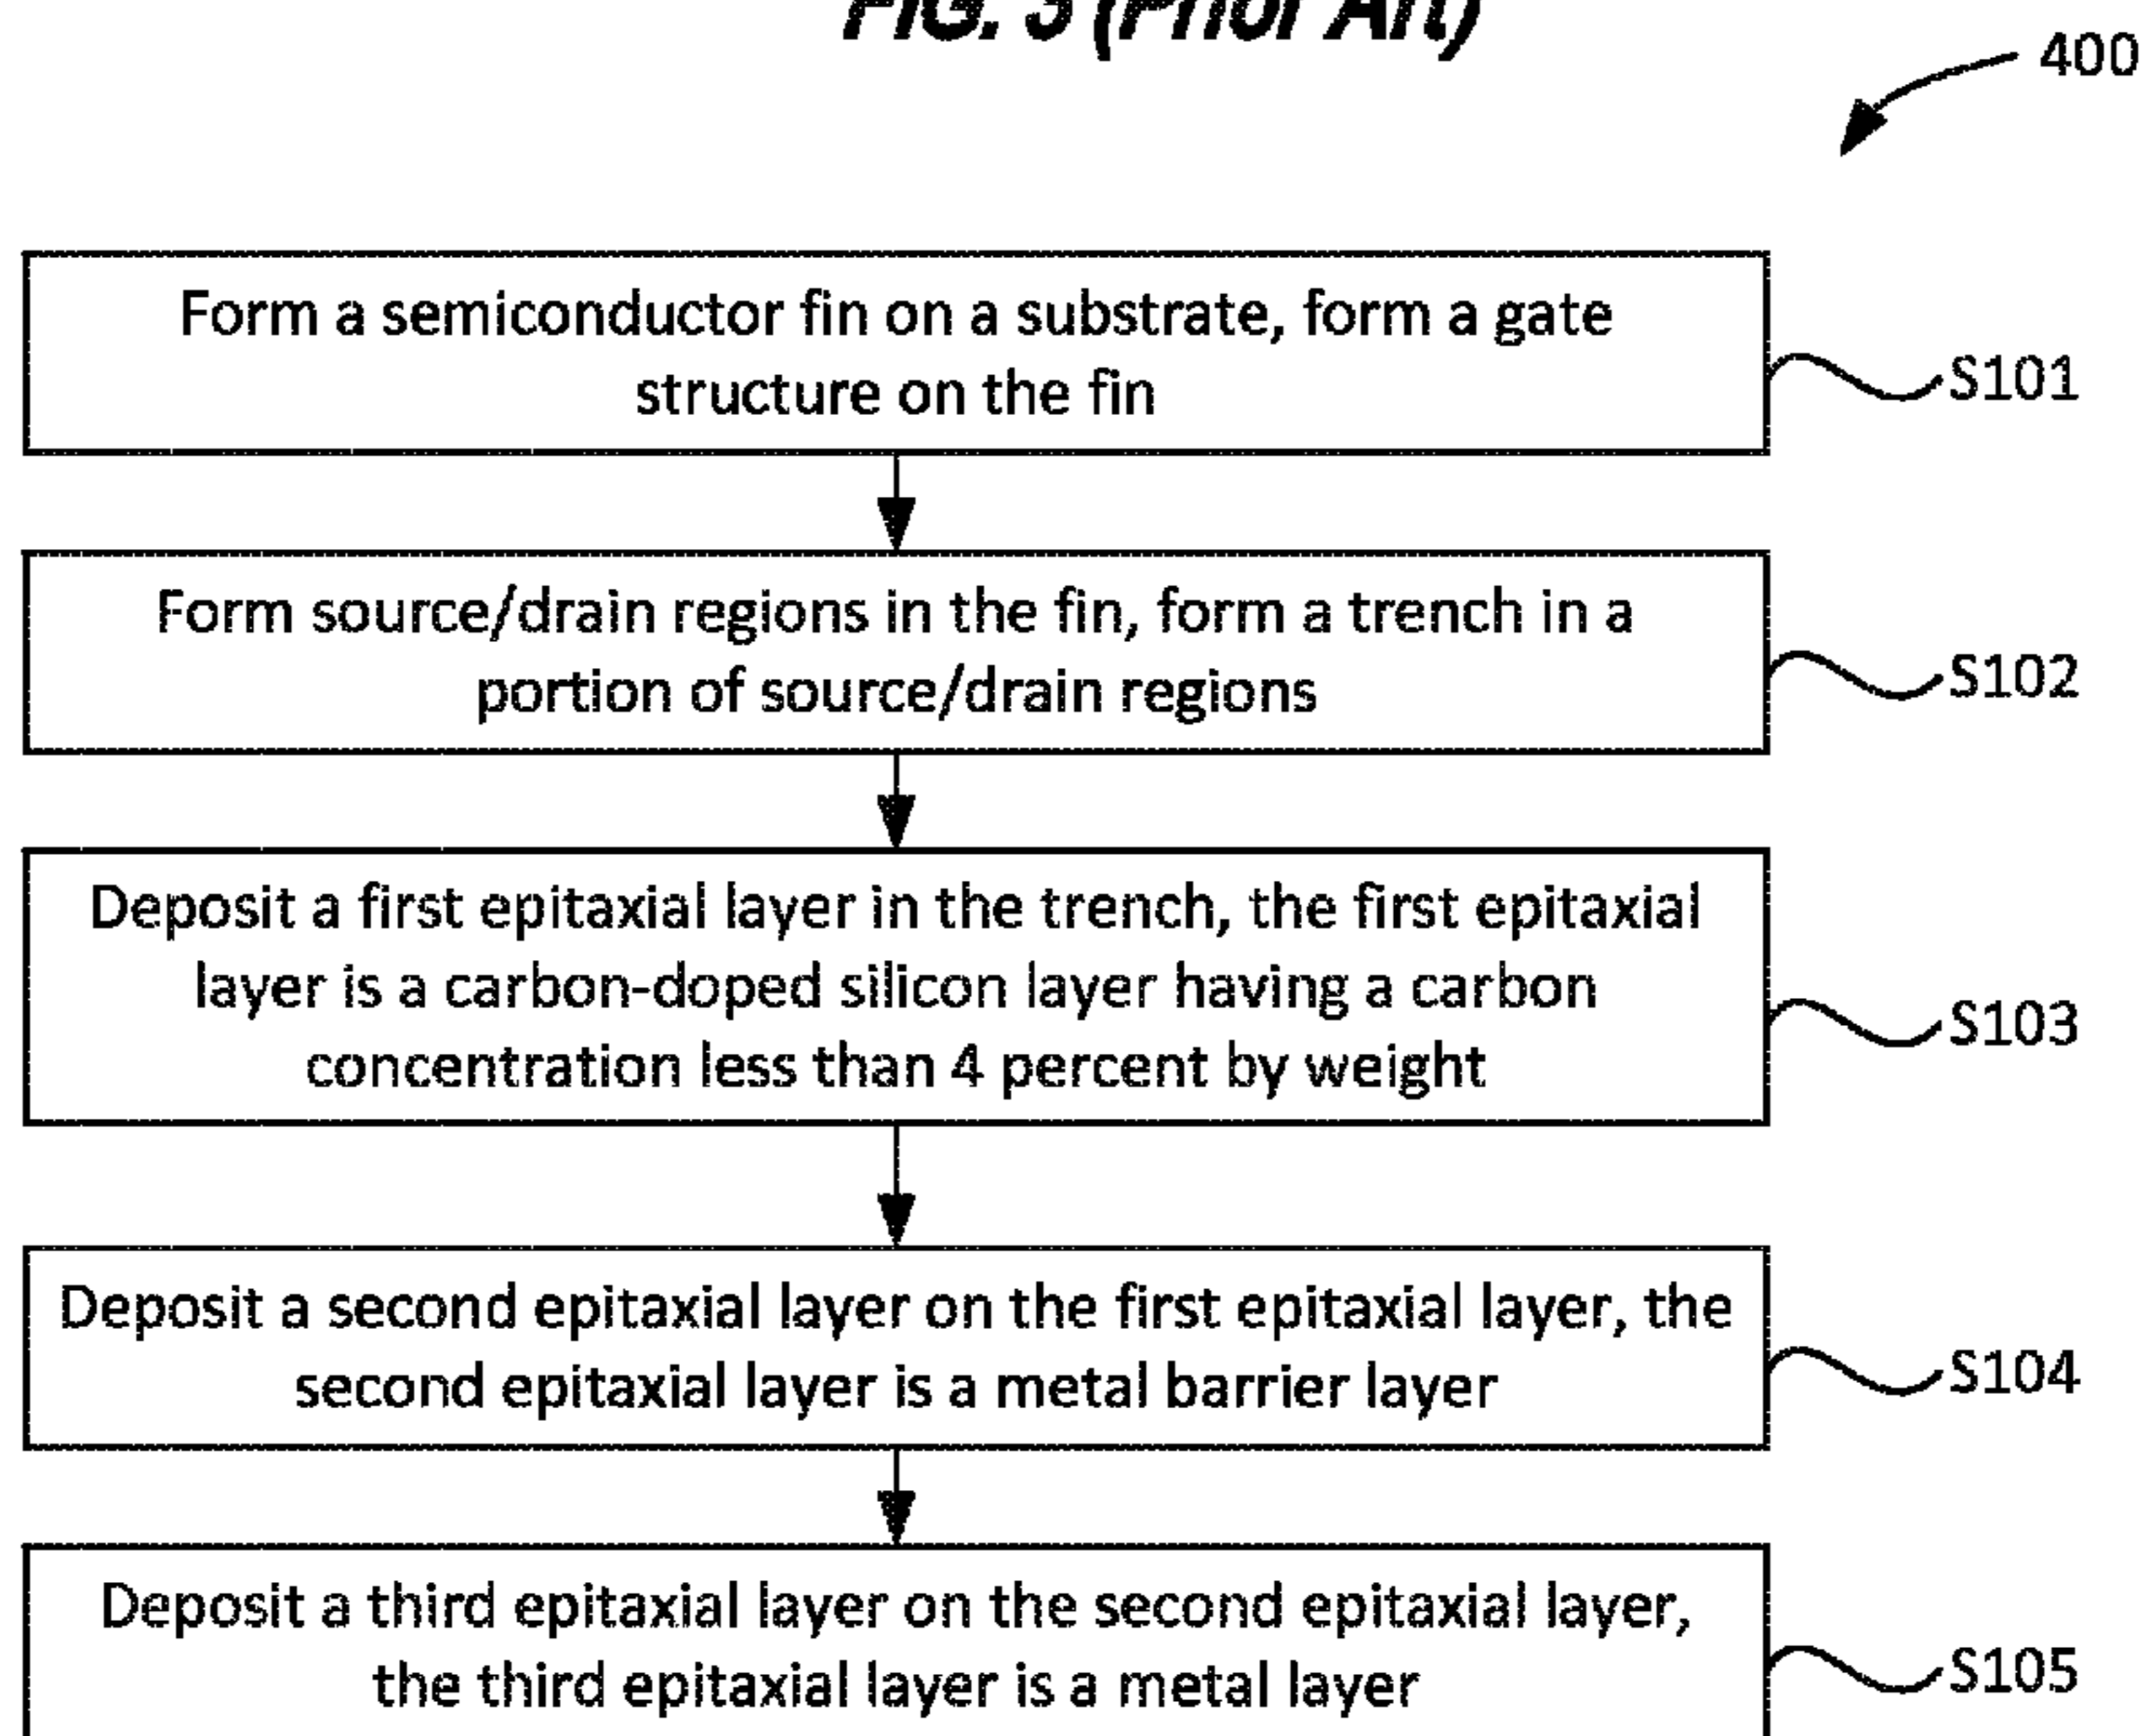 FIG. 3 (Prior Art)
400
Form a semiconductor fin on a substrate, form a gate
structure on the fin
S101
Form source/drain regions in the fin, form a trench in a
portion of source/drain regions
S102
Deposit a first epitaxial layer in the trench, the first epitaxial
layer is a carbon-doped silicon layer having a carbon
concentration less than 4 percent by weight
S103
Deposit a second epitaxial layer on the first epitaxial layer, the
second epitaxial layer is a metal barrier layer
S104
Deposit a third epitaxial layer on the second epitaxial layer,
the third epitaxial layer is a metal layer
S105